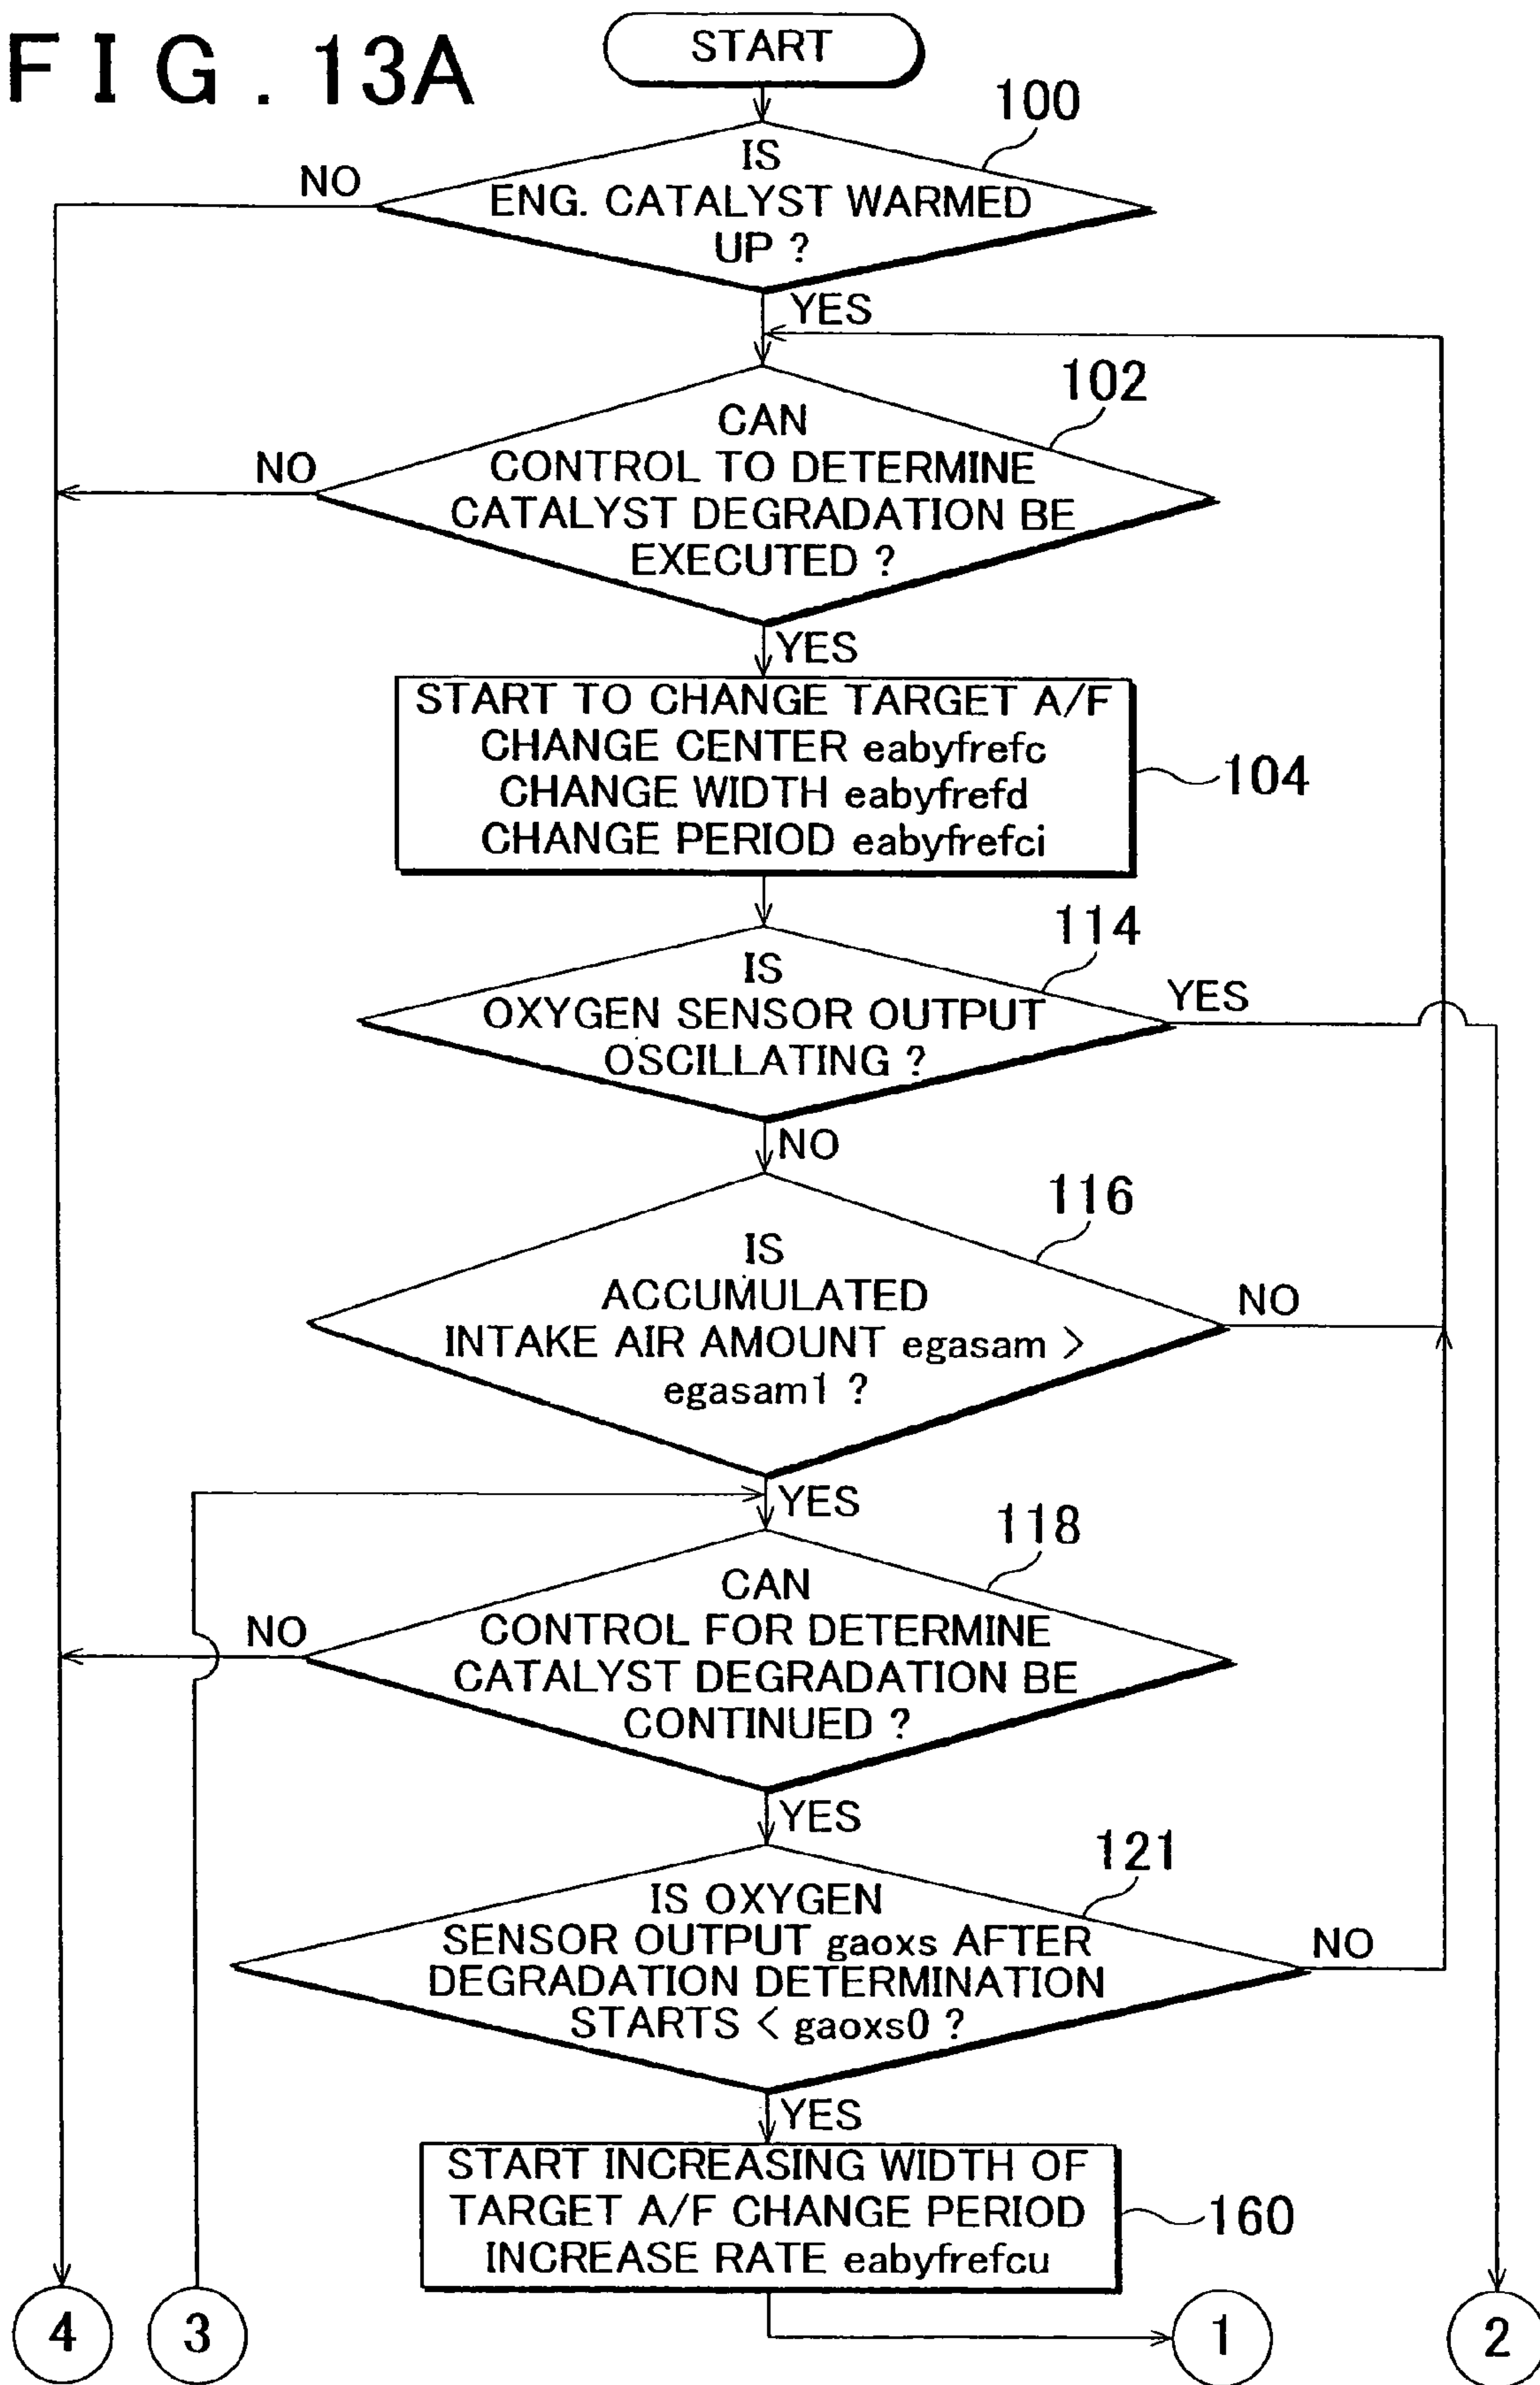 FIG. 13A
START
100
IS
ENG. CATALYST WARMED
UP ?
NO
YES
102
CAN
CONTROL TO DETERMINE
CATALYST DEGRADATION BE
EXECUTED ?
NO
YES
START TO CHANGE TARGET A/F
CHANGE CENTER eabyfrefc
CHANGE WIDTH eabyfrefd
CHANGE PERIOD eabyfrefci
104
114
IS
OXYGEN SENSOR OUTPUT
OSCILLATING ?
YES
NO
116
IS
ACCUMULATED
INTAKE AIR AMOUNT egasam >
egasam1 ?
NO
YES
118
CAN
CONTROL FOR DETERMINE
CATALYST DEGRADATION BE
CONTINUED ?
NO
YES
121
IS OXYGEN
SENSOR OUTPUT gaoxs AFTER
DEGRADATION DETERMINATION
STARTS < gaoxs0 ?
NO
YES
START INCREASING WIDTH OF
TARGET A/F CHANGE PERIOD
INCREASE RATE eabyfrefcu
160
4
3
1
2